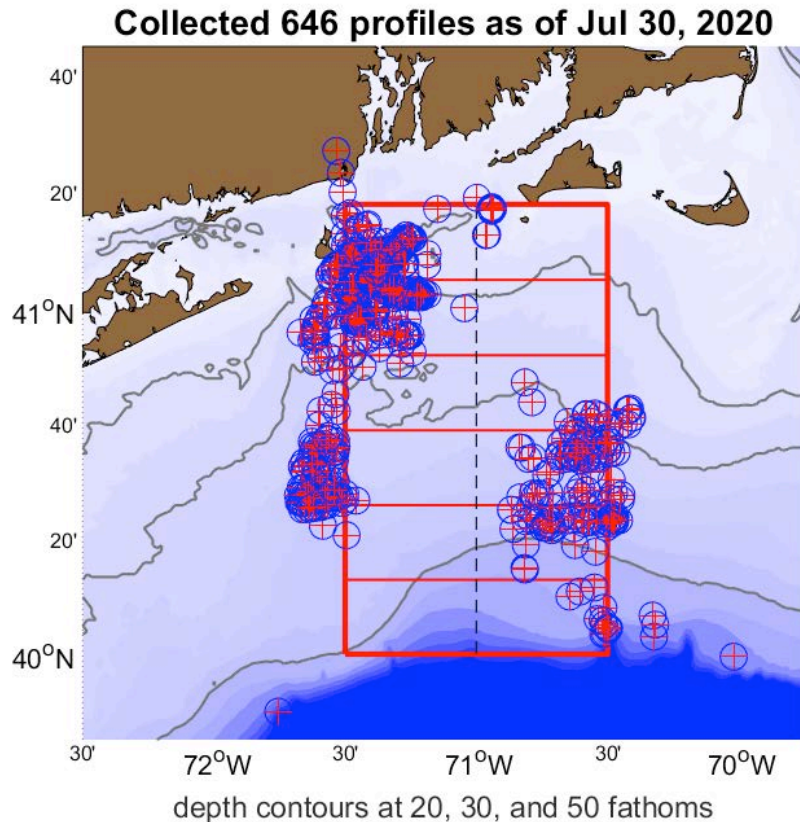 Collected 646 profiles as of Jul 30, 2020
40'
20'
41°N
40'
20'
40°N
30' 72°W 30' 71°W 30' 70°W
depth contours at 20, 30, and 50 fathoms